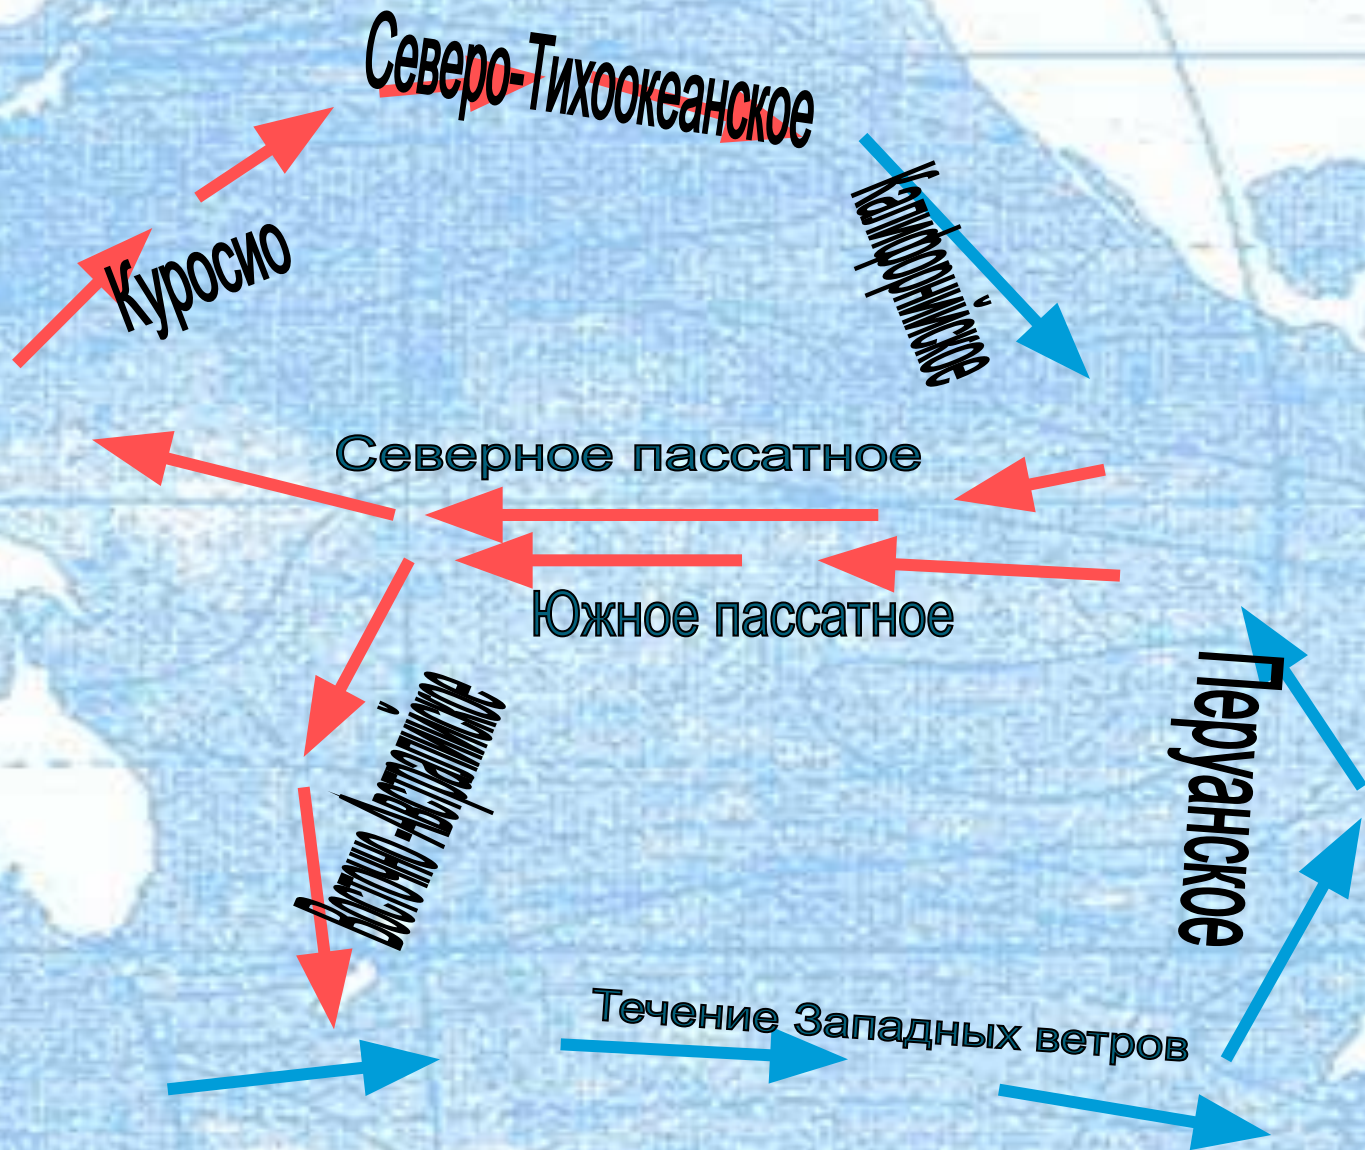 Северо-Тихоокеанское
Калифорнийское
Куросио
Северное пассатное
Южное пассатное
Перуанское
Восточно-Австралийское
Течение Западных ветров